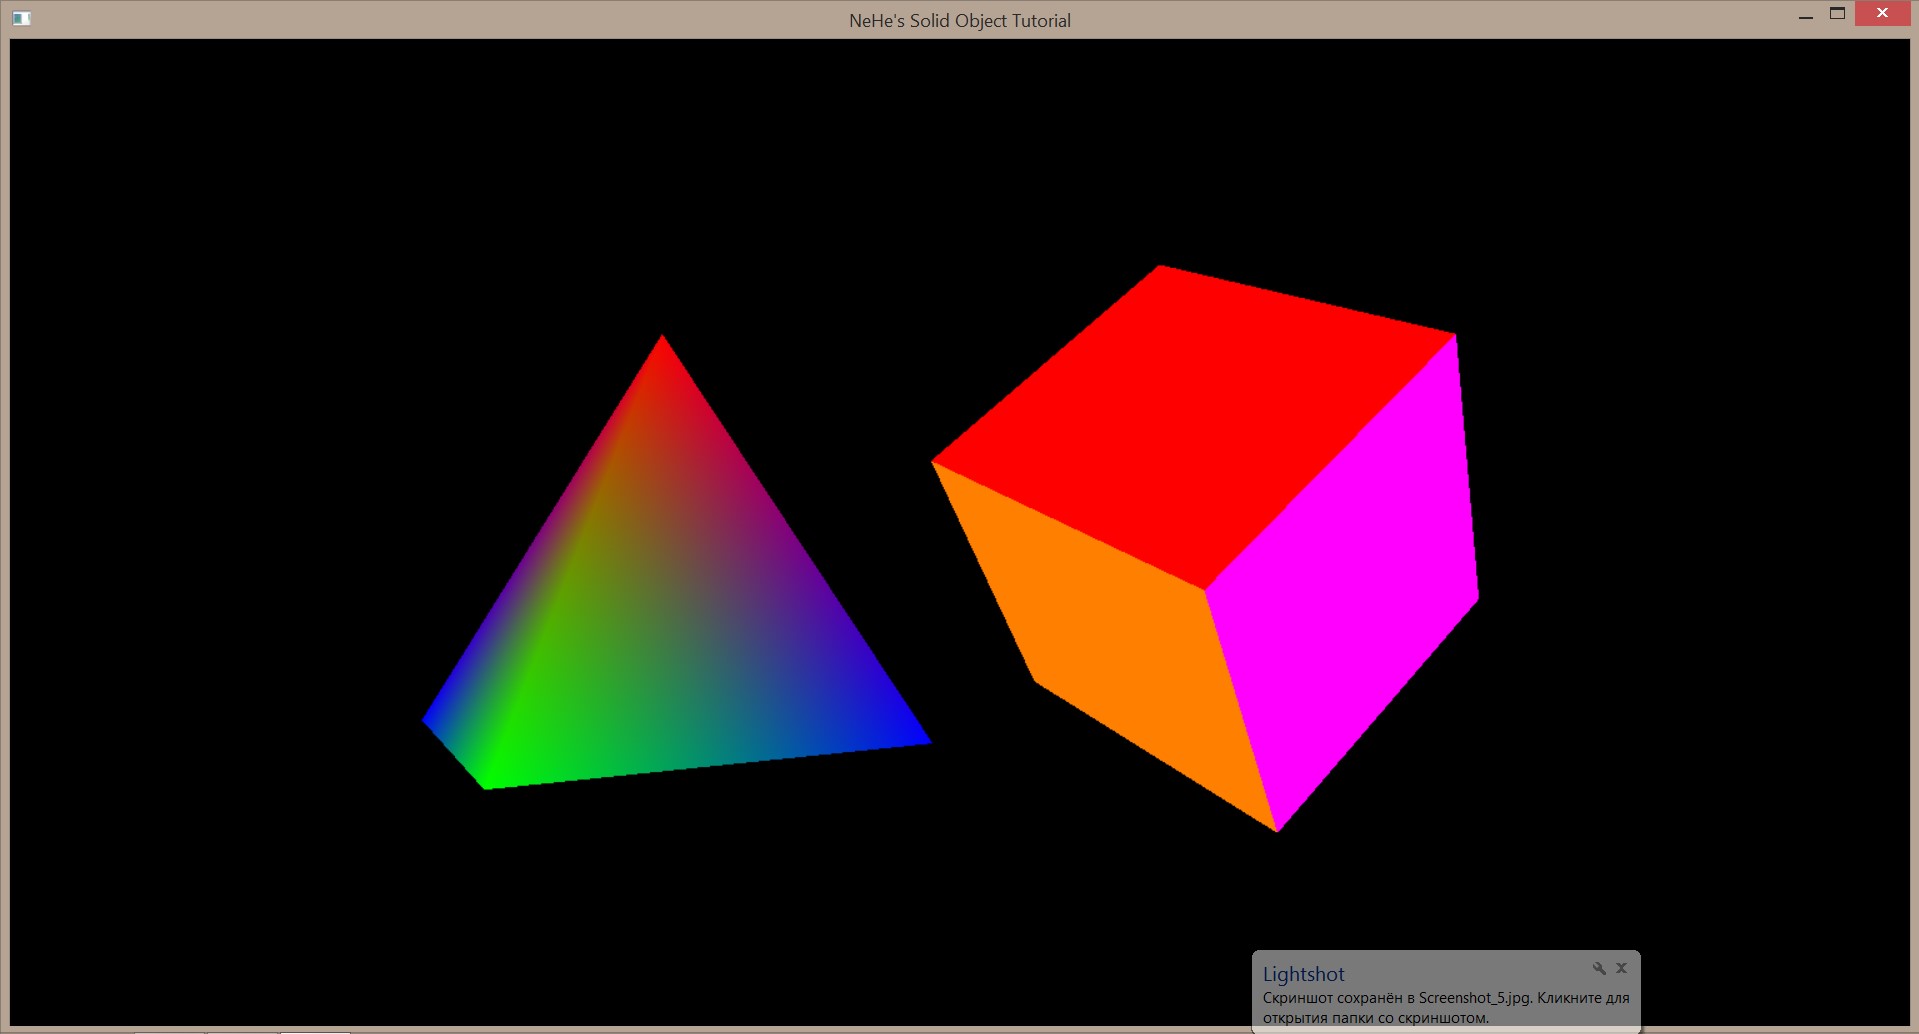 NeHe's Solid Object Tutorial
Lightshot
Скриншот сохранён в Screenshot_5.jpg. Кликните для
открытия папки со скриншотом.